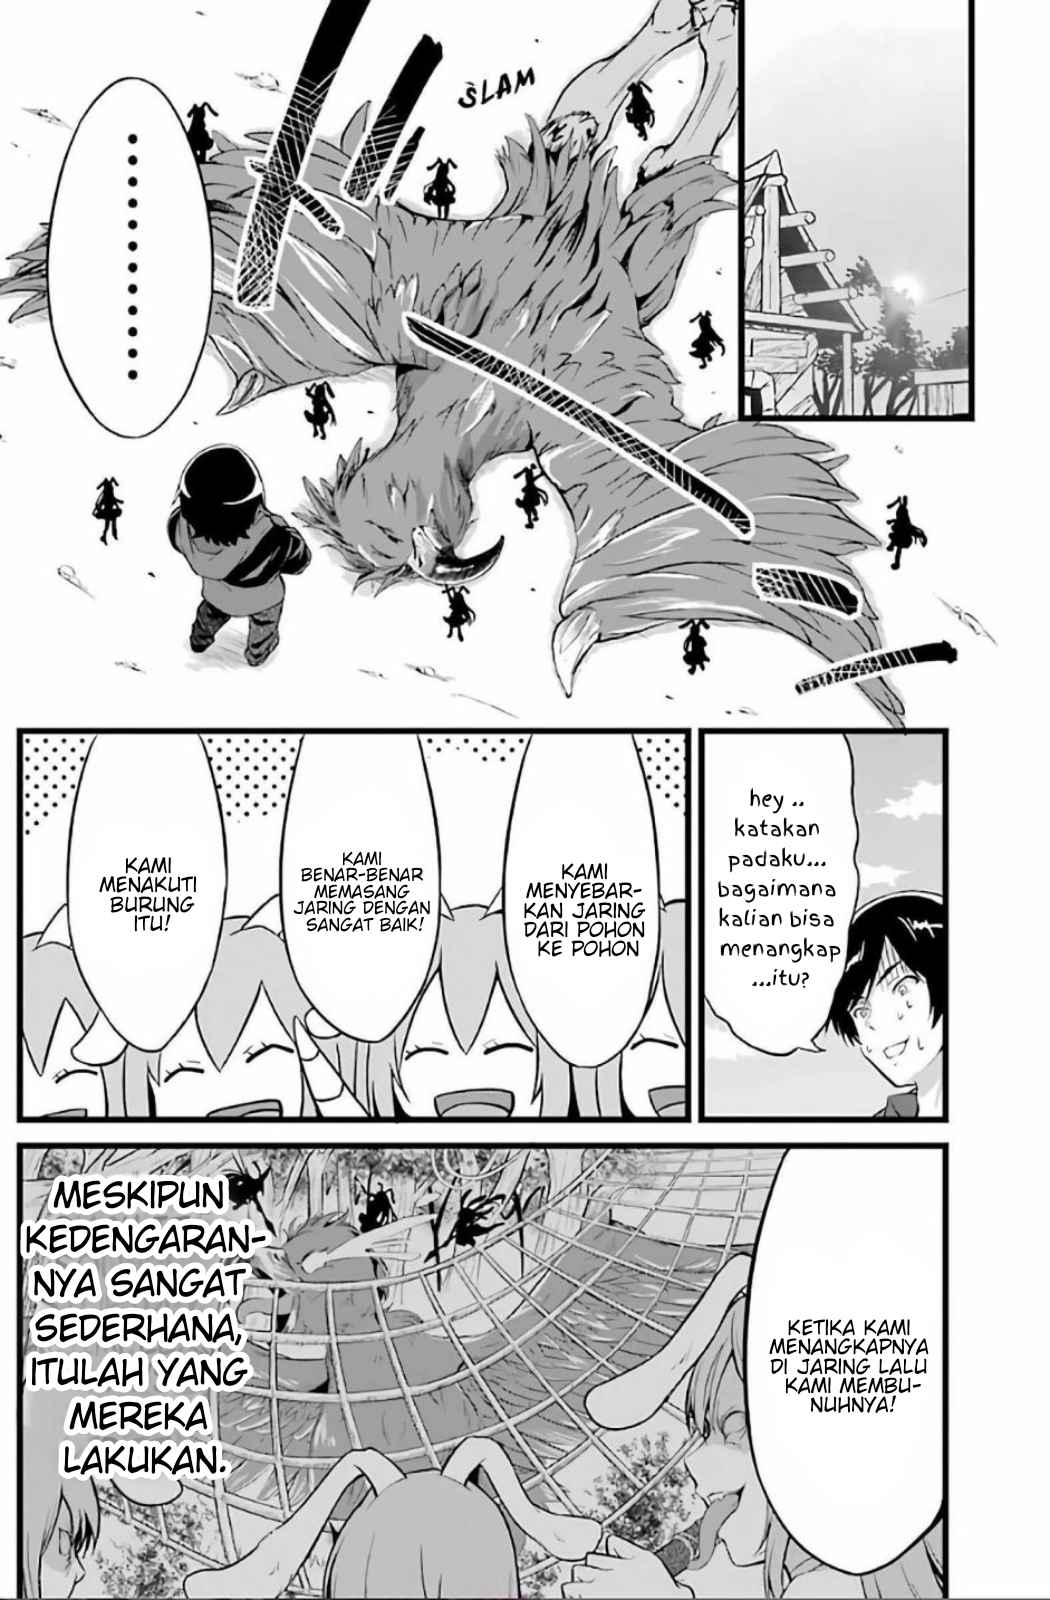 SLAM
............
hey ..
katakan
padaku...
bagaimana
kalian bisa
menangkap
...itu?
KAMI
MENYEBAR-
KAN JARING
DARI POHON
KE POHON
KAMI
BENAR-BENAR
MEMASANG
JARING DENGAN
SANGAT BAIK!
KAMI
MENAKUTI
BURUNG
ITU!
KETIKA KAMI
MENANGKAPNYA
DI JARING LALU
KAMI MEMBU-
NUHNYA!
MESKIPUN
KEDENGARAN-
NYA SANGAT
SEDERHANA,
ITULAH YANG
MEREKA
LAKUKAN.